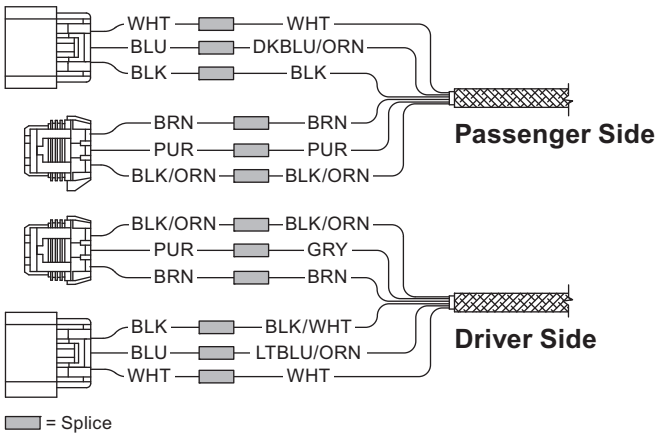 WHT WHT
BLU DKBLU/ORN
BLK BLK
BRN BRN
PUR PUR
BLK/ORN BLK/ORN
Passenger Side
BLK/ORN BLK/ORN
PUR GRY
BRN BRN
BLK BLK/WHT
BLU LTBLU/ORN
WHT WHT
Driver Side
= Splice